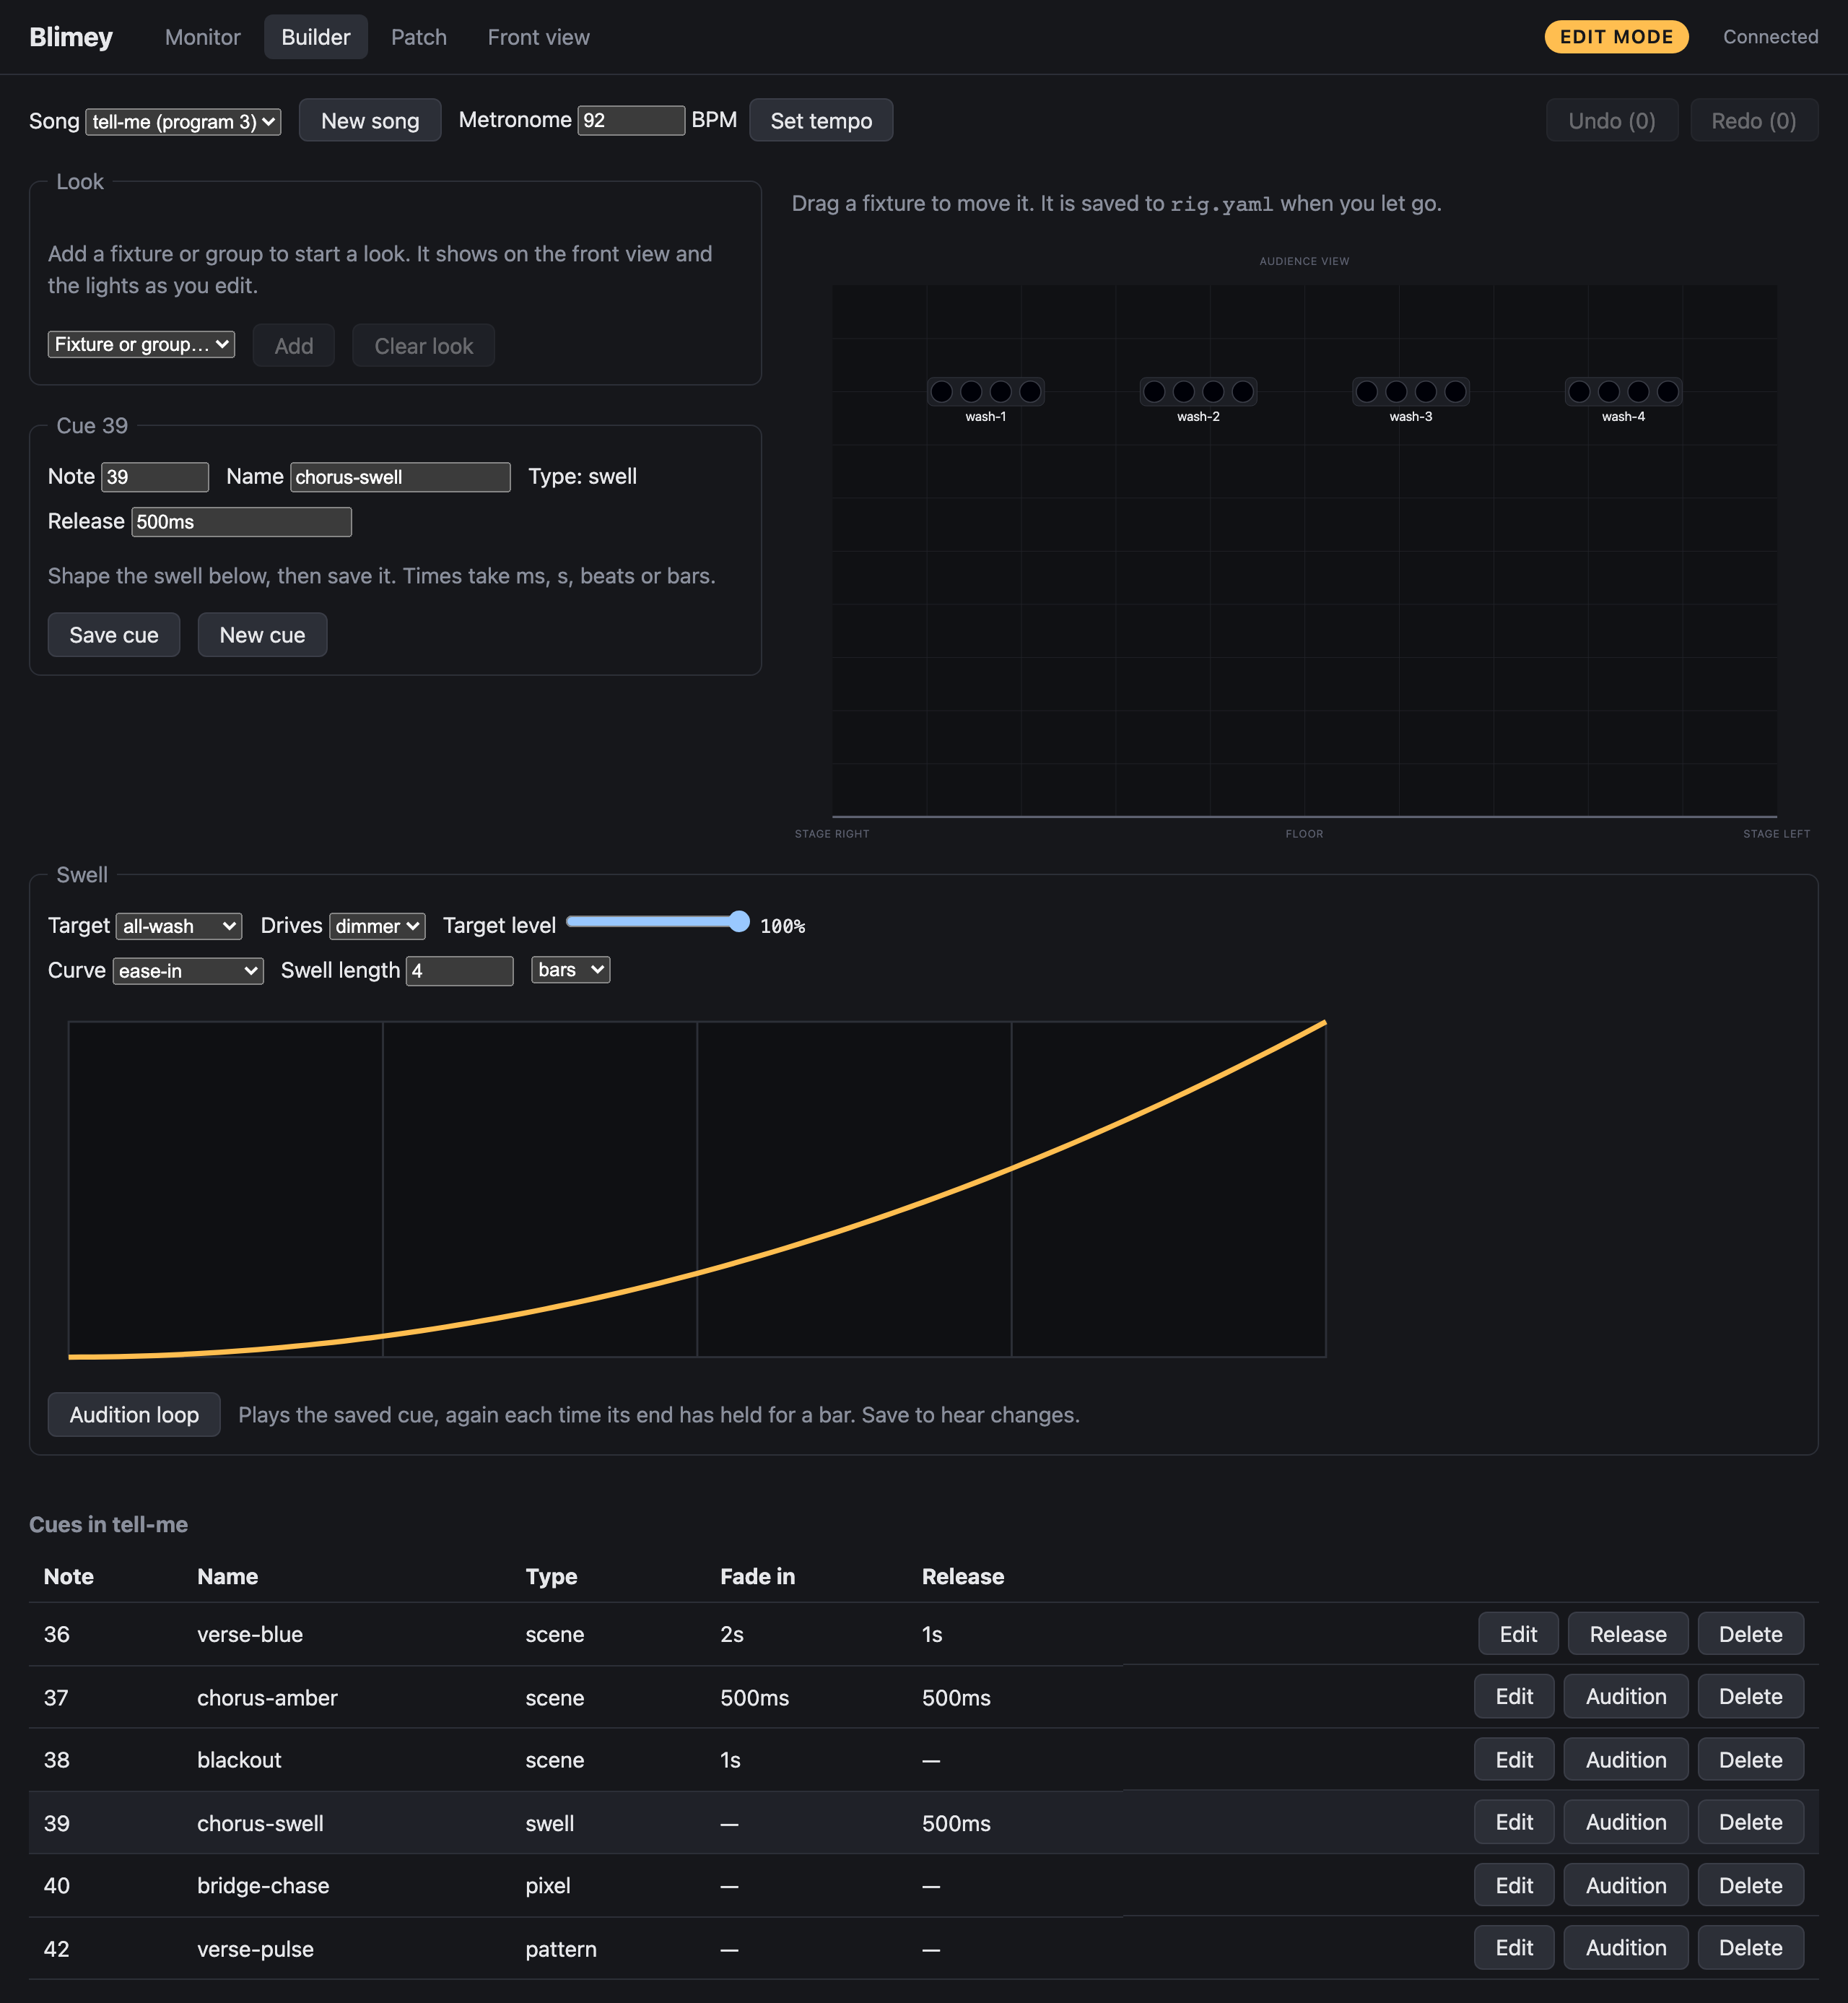 Blimey Monitor Builder Patch Front view EDIT MODE Connected
Song tell-me (program 3) New song Metronome 92 BPM Set tempo Undo (0) Redo (0)
Look
Add a fixture or group to start a look. It shows on the front view and
the lights as you edit.
Fixture or group... Add Clear look
Cue 39
Note 39 Name chorus-swell Type: swell
Release 500ms
Shape the swell below, then save it. Times take ms, s, beats or bars.
Save cue New cue
Drag a fixture to move it. It is saved to rig.yaml when you let go.
AUDIENCE VIEW
wash-1 wash-2 wash-3 wash-4
STAGE RIGHT FLOOR STAGE LEFT
Swell
Target all-wash Drives dimmer Target level 100%
Curve ease-in Swell length 4 bars
Audition loop Plays the saved cue, again each time its end has held for a bar. Save to hear changes.
Cues in tell-me
Note Name Type Fade in Release
36 verse-blue scene 2s 1s Edit Release Delete
37 chorus-amber scene 500ms 500ms Edit Audition Delete
38 blackout scene 1s — Edit Audition Delete
39 chorus-swell swell — 500ms Edit Audition Delete
40 bridge-chase pixel — — Edit Audition Delete
42 verse-pulse pattern — — Edit Audition Delete